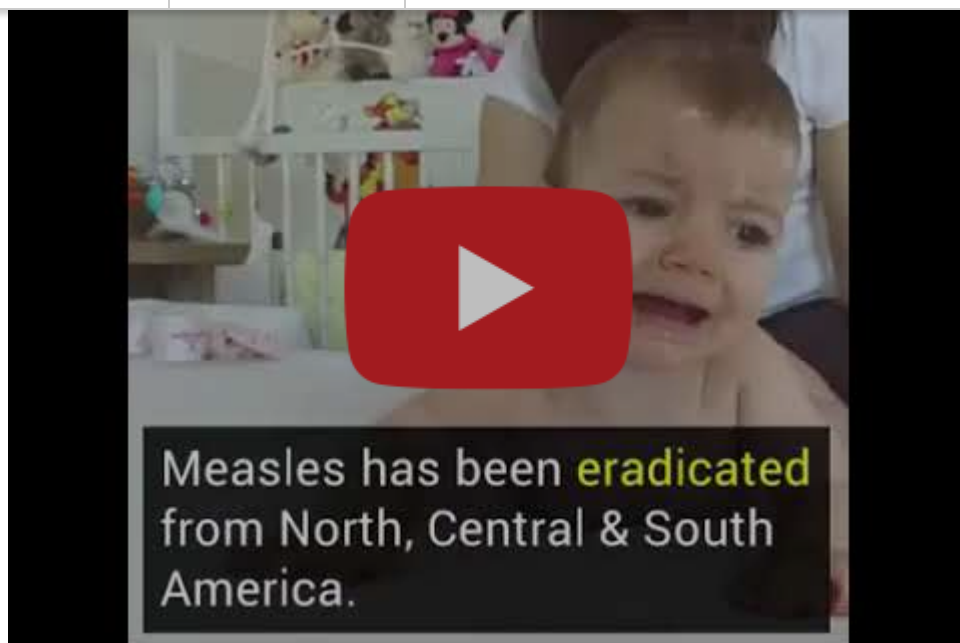 Measles has been eradicated
from North, Central & South
America.